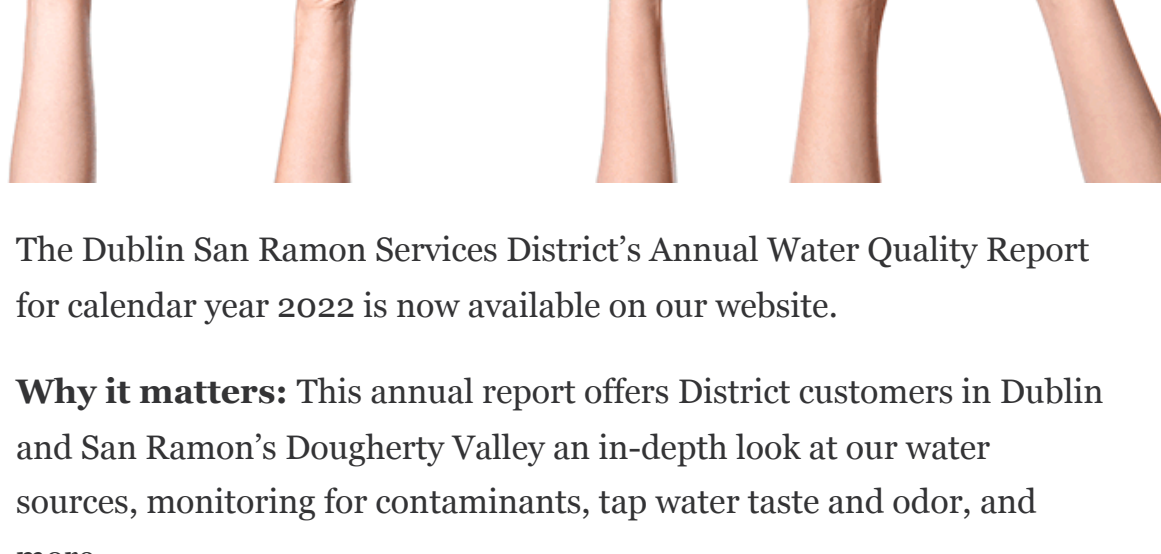 The Dublin San Ramon Services District’s Annual Water Quality Report
for calendar year 2022 is now available on our website.
Why it matters: This annual report offers District customers in Dublin
and San Ramon’s Dougherty Valley an in-depth look at our water
sources, monitoring for contaminants, tap water taste and odor, and
more.